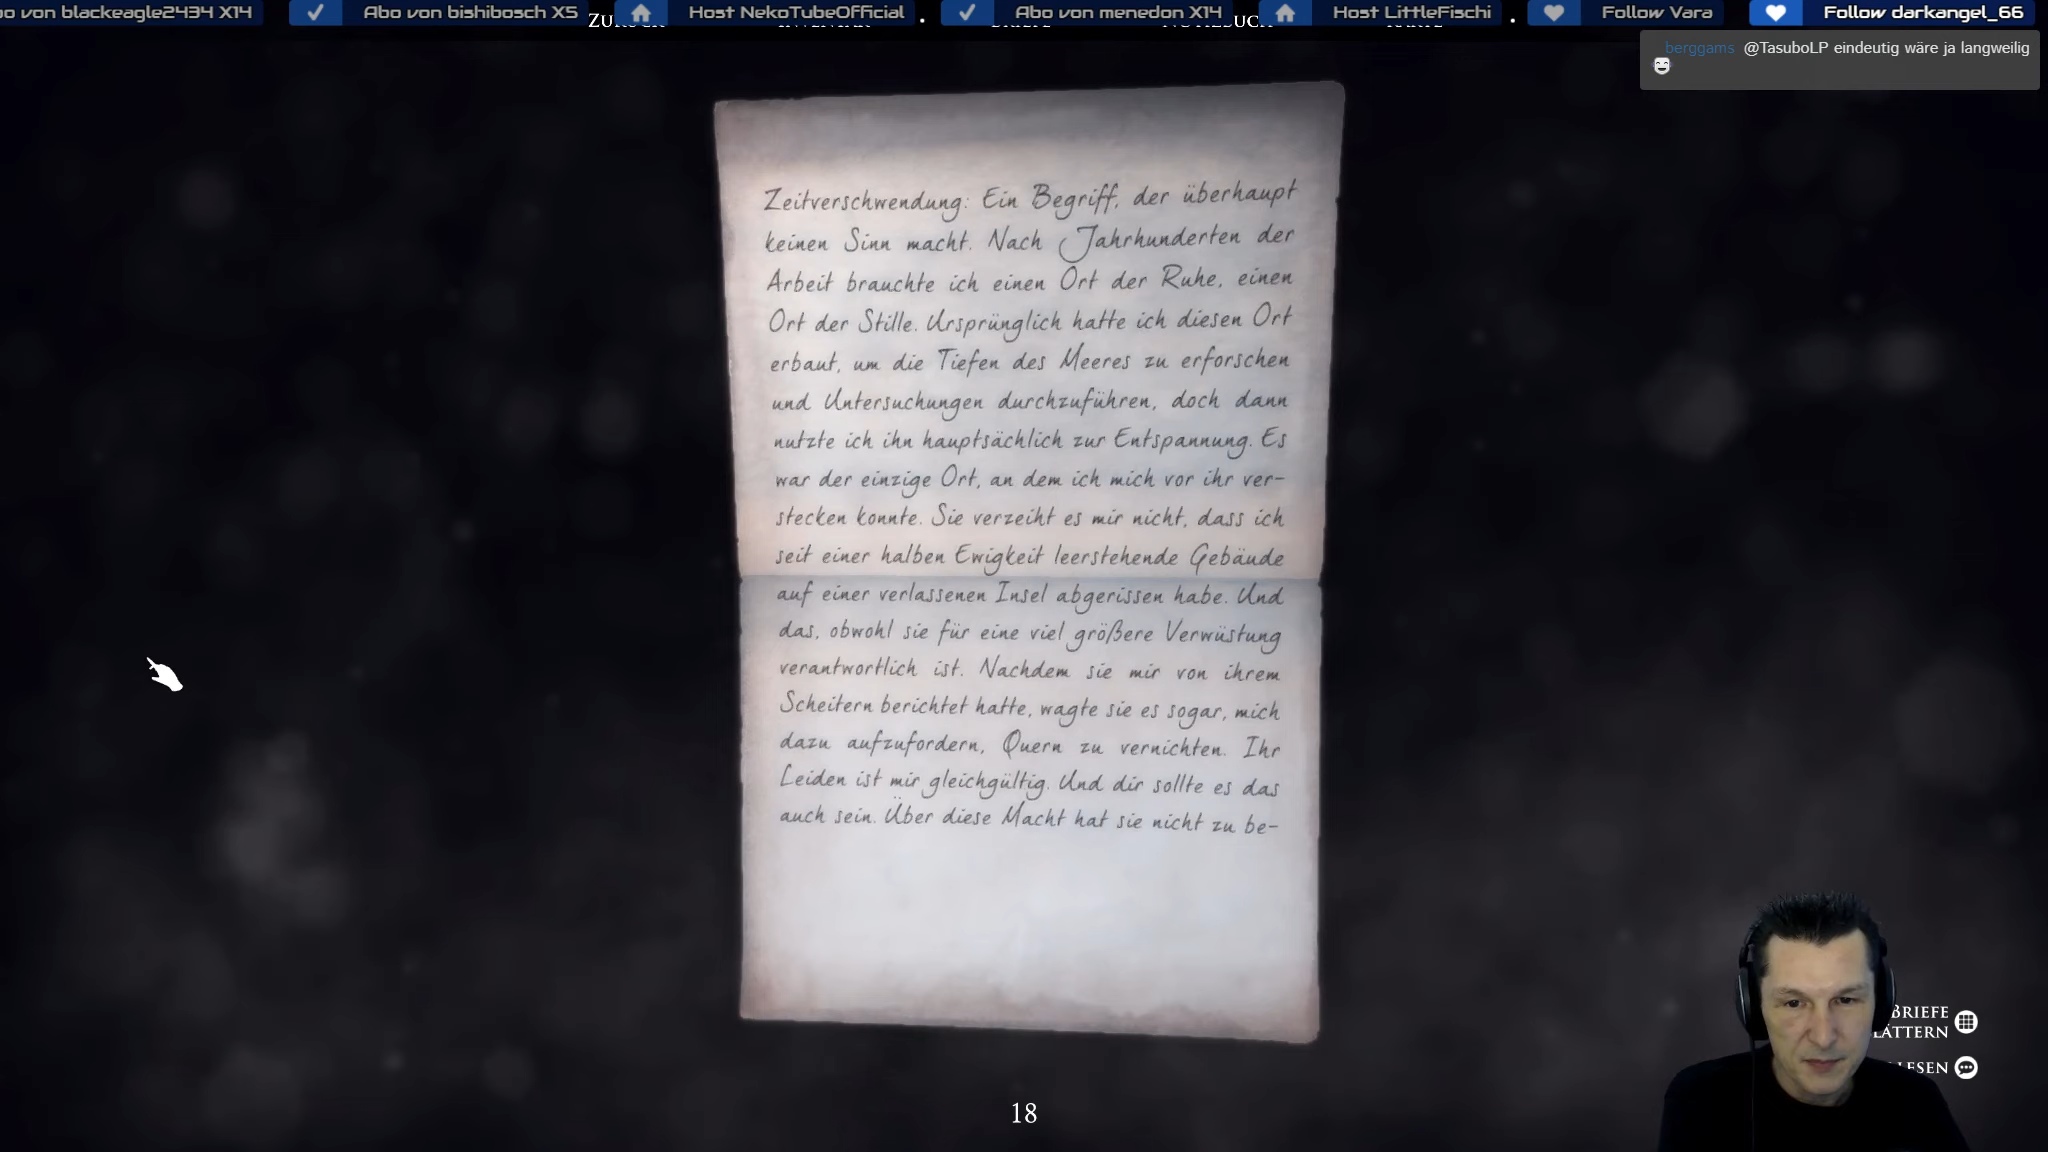 o von blackeagle2434 X14 Abo von bishibosch X5 Host NekoTubeOfficial . Abo von menedon X14 Host LittleFischi . Follow Vara Follow darkangel_66
berggams @TasuboLP eindeutig wäre ja langweilig
Zeitverschwendung: Ein Begriff, der überhaupt
keinen Sinn macht. Nach Jahrhunderten der
Arbeit brauchte ich einen Ort der Ruhe, einen
Ort der Stille. Ursprünglich hatte ich diesen Ort
erbaut, um die Tiefen des Meeres zu erforschen
und Untersuchungen durchzuführen, doch dann
nutzte ich ihn hauptsächlich zur Entspannung. Es
war der einzige Ort, an dem ich mich vor ihr ver-
stecken konnte. Sie verzeiht es mir nicht, dass ich
seit einer halben Ewigkeit leerstehende Gebäude
auf einer verlassenen Insel abgerissen habe. Und
das, obwohl sie für eine viel größere Verwüstung
verantwortlich ist. Nachdem sie mir von ihrem
Scheitern berichtet hatte, wagte sie es sogar, mich
dazu aufzufordern, Quern zu vernichten. Ihr
Leiden ist mir gleichgültig. Und dir sollte es das
auch sein. Über diese Macht hat sie nicht zu be-
BRIEFE
LÄTTERN
LESEN
18